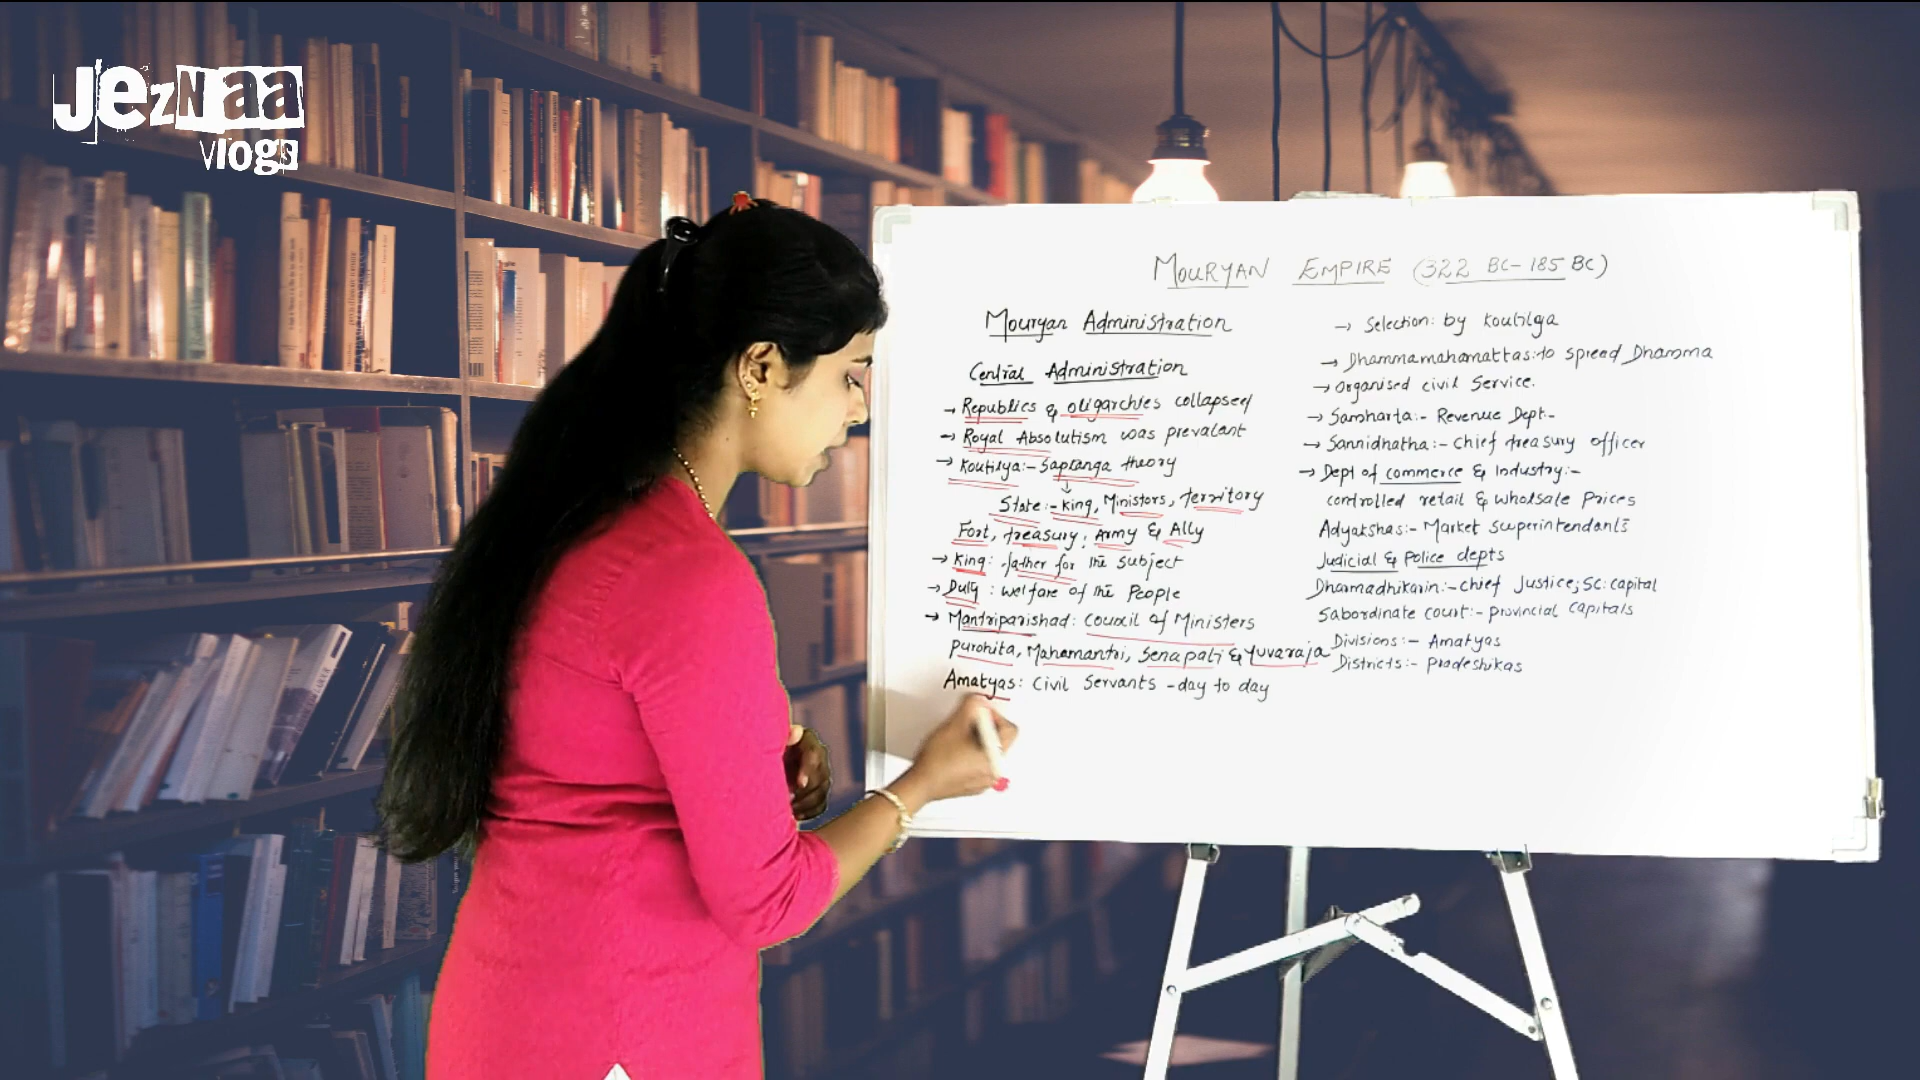 Jeznaa
vlogs
MOURYAN EMPIRE (322 BC-185 BC)
Mouryan Administration
Central Administration
→ Republics & oligarchies collapsed
→ Royal Absolutism was prevalant
→ Koutilya:- Saptanga theory
State:- king, Ministors, territory
Fort, treasury, Army & Ally
→ King: father for the subject
→ Duty: welfare of the People
→ Mantriparishad: council of Ministers
Purohita, Mahamantri, Senapati & Yuvaraja
Amatyas: Civil Servants - day to day
→ Selection: by Koutilya
→ Dhammamahamattas: to spread Dhamma
→ Organised civil Service.
→ Samharta:- Revenue Dept-
→ Sannidhatha:- chief treasury officer
→ Dept of commerce & Industry:-
controlled retail & wholsale Prices
Adyakshas:- Market Superintendants
Judicial & Police depts
Dharmadhikarin:- chief Justice, SC: capital
Sabordinate court:- provincial capitals
Divisions:- Amatyas
Districts:- Pradeshikas